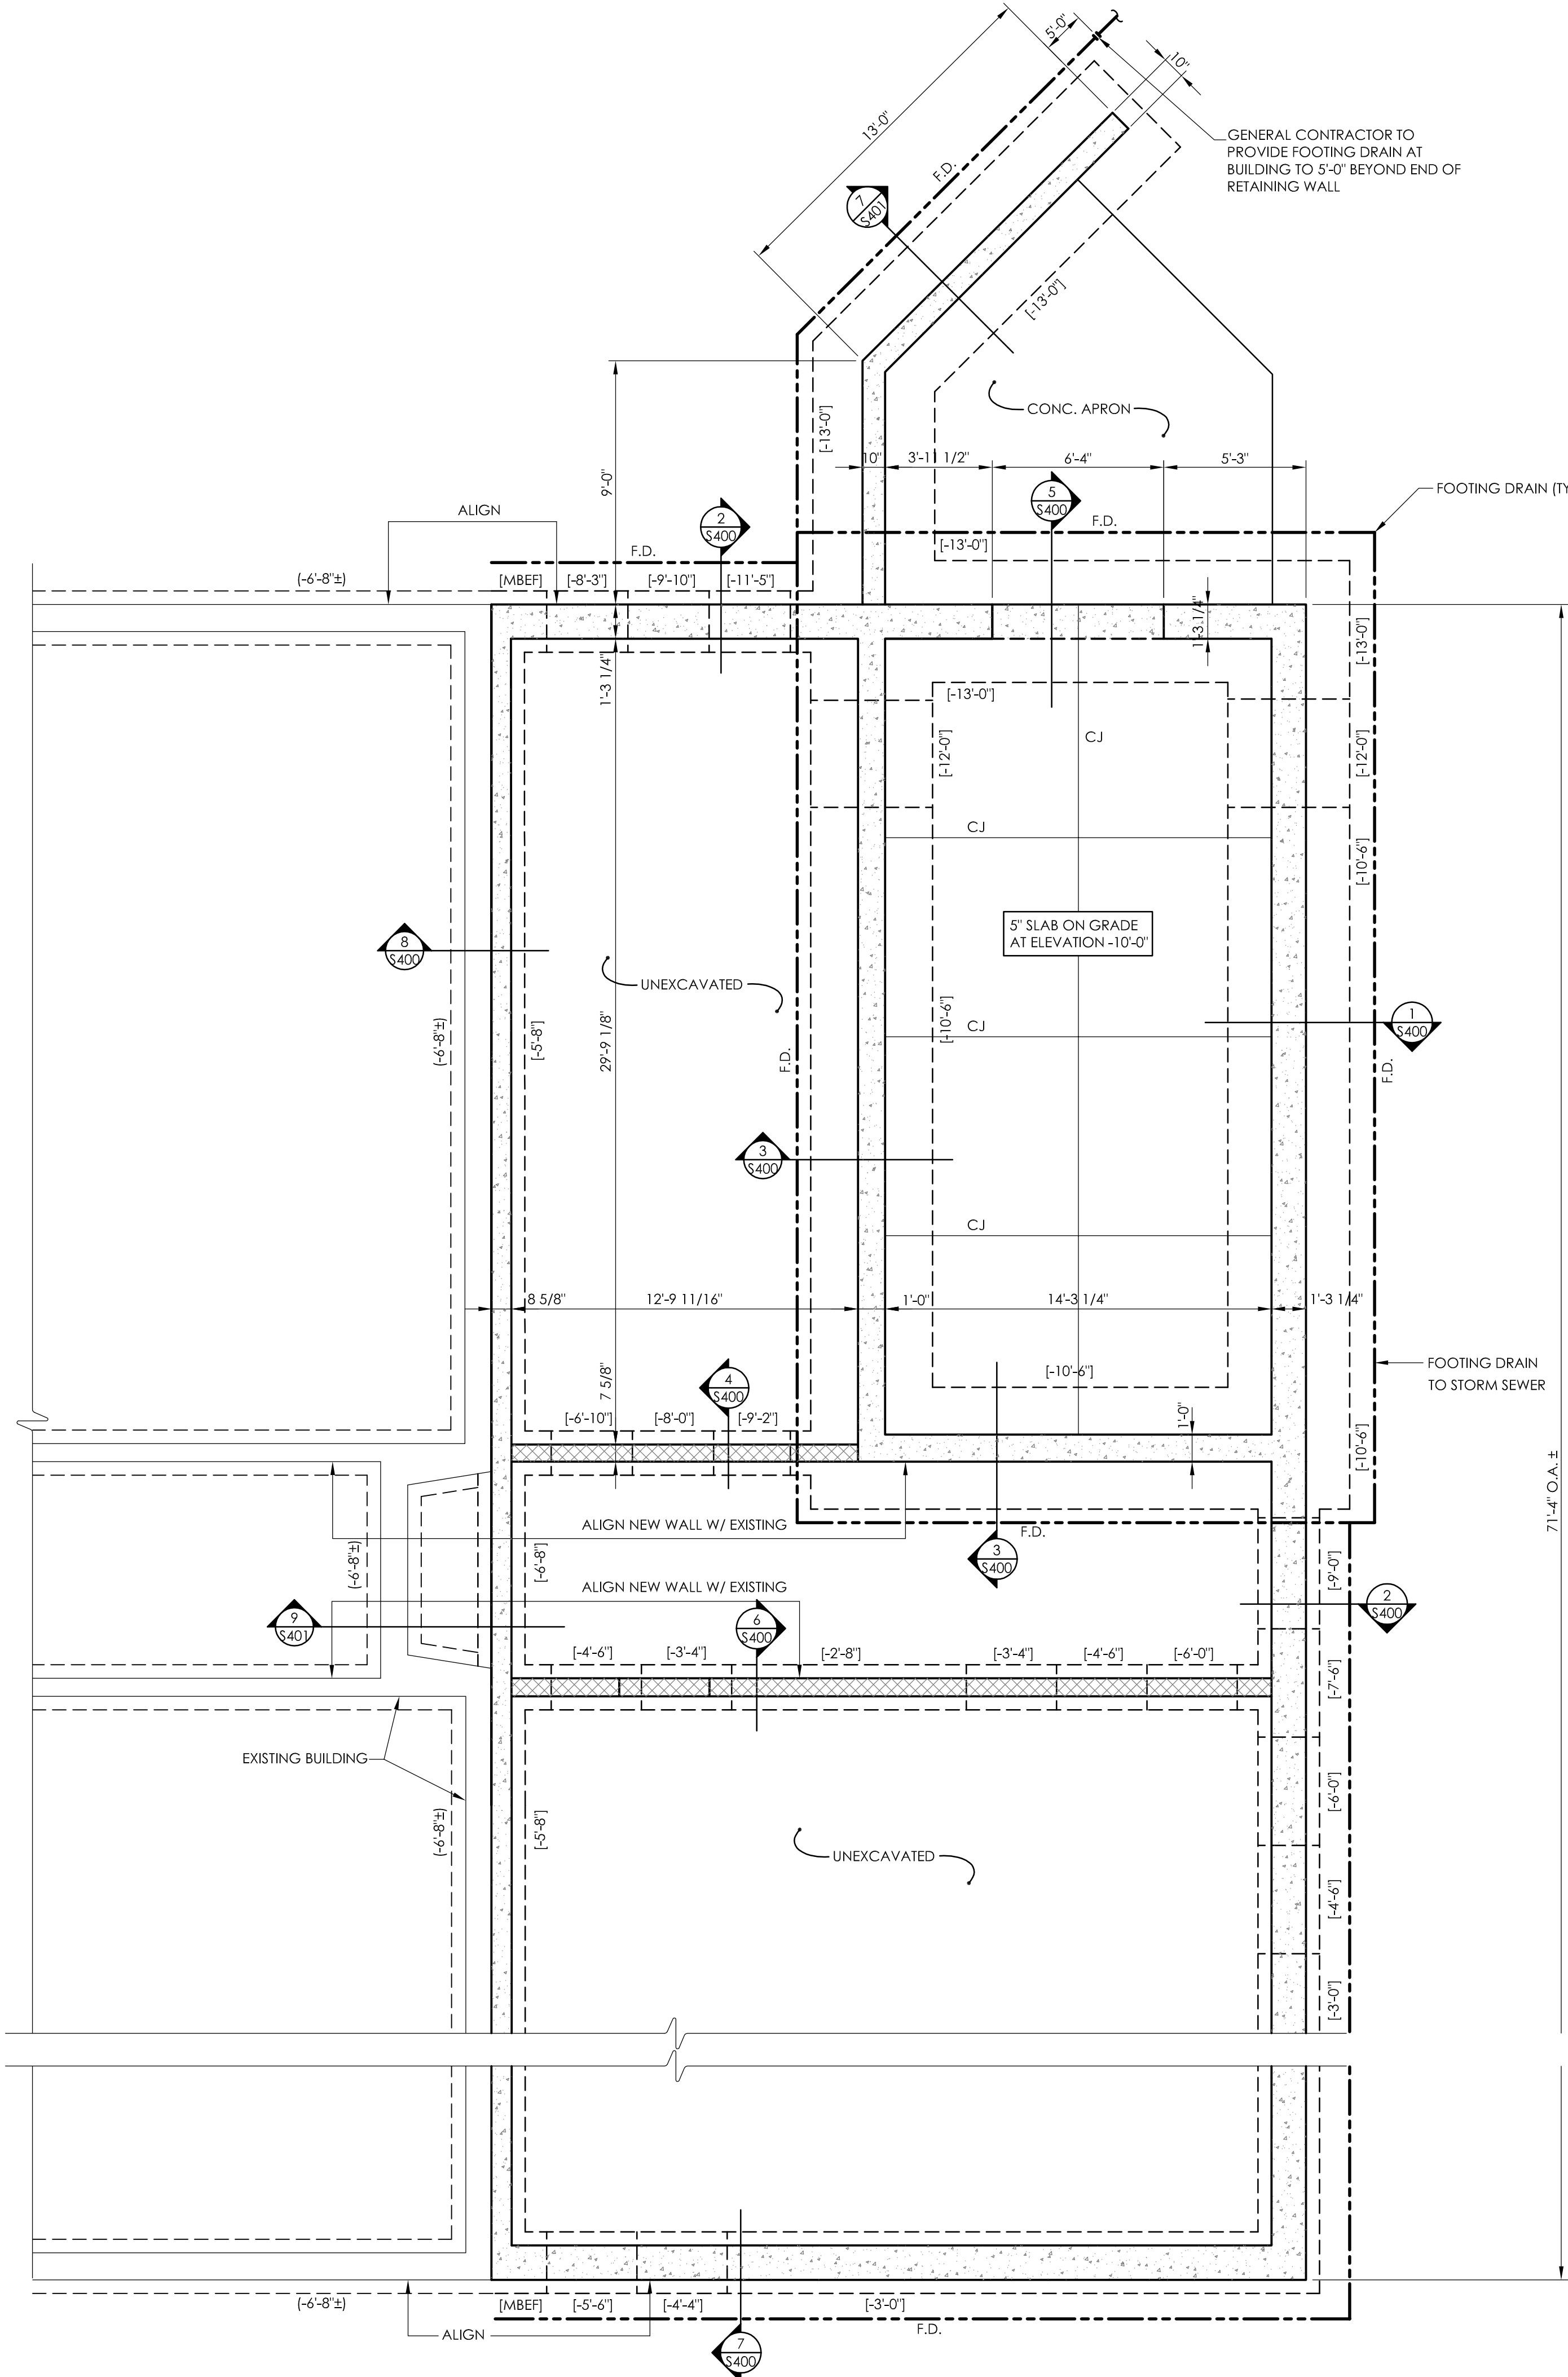 5'-0"
10"
13'-0"
GENERAL CONTRACTOR TO
PROVIDE FOOTING DRAIN AT
BUILDING TO 5'-0" BEYOND END OF
RETAINING WALL
F.D.
7
S401
[-13'-0"]
CONC. APRON
[-13'-0"]
10"
3'-11 1/2"
6'-4"
5'-3"
9'-0"
5
S400
FOOTING DRAIN (TY
ALIGN
2
S400
F.D.
F.D.
[-13'-0"]
(-6'-8"±)
[MBEF]
[-8'-3"]
[-9'-10"]
[-11'-5"]
1'-3 1/4"
[-13'-0"]
1'-3 1/4"
[-13'-0"]
CJ
[-12'-0"]
[-12'-0"]
CJ
[-10'-6"]
5" SLAB ON GRADE
AT ELEVATION -10'-0"
8
S400
UNEXCAVATED
(-6'-8"±)
[-5'-8"]
29'-9 1/8"
F.D.
[-10'-6"]
CJ
1
S400
F.D.
3
S400
CJ
8 5/8"
12'-9 11/16"
1'-0"
14'-3 1/4"
1'-3 1/4"
FOOTING DRAIN
TO STORM SEWER
7 5/8"
4
S400
[-10'-6"]
[-6'-10"]
[-8'-0"]
[-9'-2"]
1'-0"
[-10'-6"]
71'-4" O.A. ±
ALIGN NEW WALL W/ EXISTING
F.D.
(-6'-8"±)
[-6'-8"]
3
S400
[-9'-0"]
ALIGN NEW WALL W/ EXISTING
2
S400
9
S401
6
S400
[-4'-6"]
[-3'-4"]
[-2'-8"]
[-3'-4"]
[-4'-6"]
[-6'-0"]
[-7'-6"]
EXISTING BUILDING
[-6'-0"]
(-6'-8"±)
[-5'-8"]
UNEXCAVATED
[-4'-6"]
[-3'-0"]
(-6'-8"±)
[MBEF]
[-5'-6"]
[-4'-4"]
[-3'-0"]
F.D.
ALIGN
7
S400